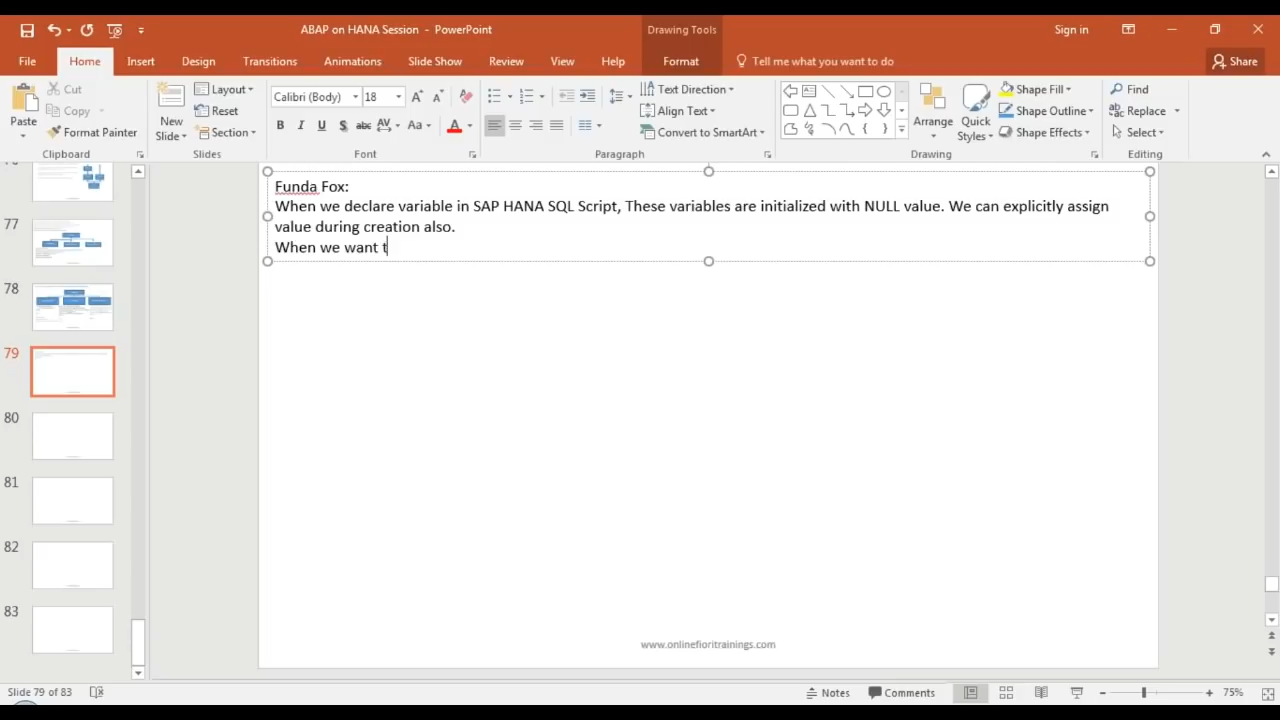 ABAP on HANA Session - PowerPoint
Drawing Tools
Sign in
File Home Insert Design Transitions Animations Slide Show Review View Help Format Tell me what you want to do Share
Paste
Cut
Copy
Format Painter
Clipboard
New Slide
Layout
Reset
Section
Slides
Calibri (Body) 18
B I U S abc AV Aa A
Font
Text Direction
Align Text
Convert to SmartArt
Paragraph
Arrange
Quick Styles
Shape Fill
Shape Outline
Shape Effects
Drawing
Find
Replace
Select
Editing
77
78
79
80
81
82
83
Funda Fox:
When we declare variable in SAP HANA SQL Script, These variables are initialized with NULL value. We can explicitly assign
value during creation also.
When we want t
www.onlinefioritrainings.com
Slide 79 of 83
Notes
Comments
75%